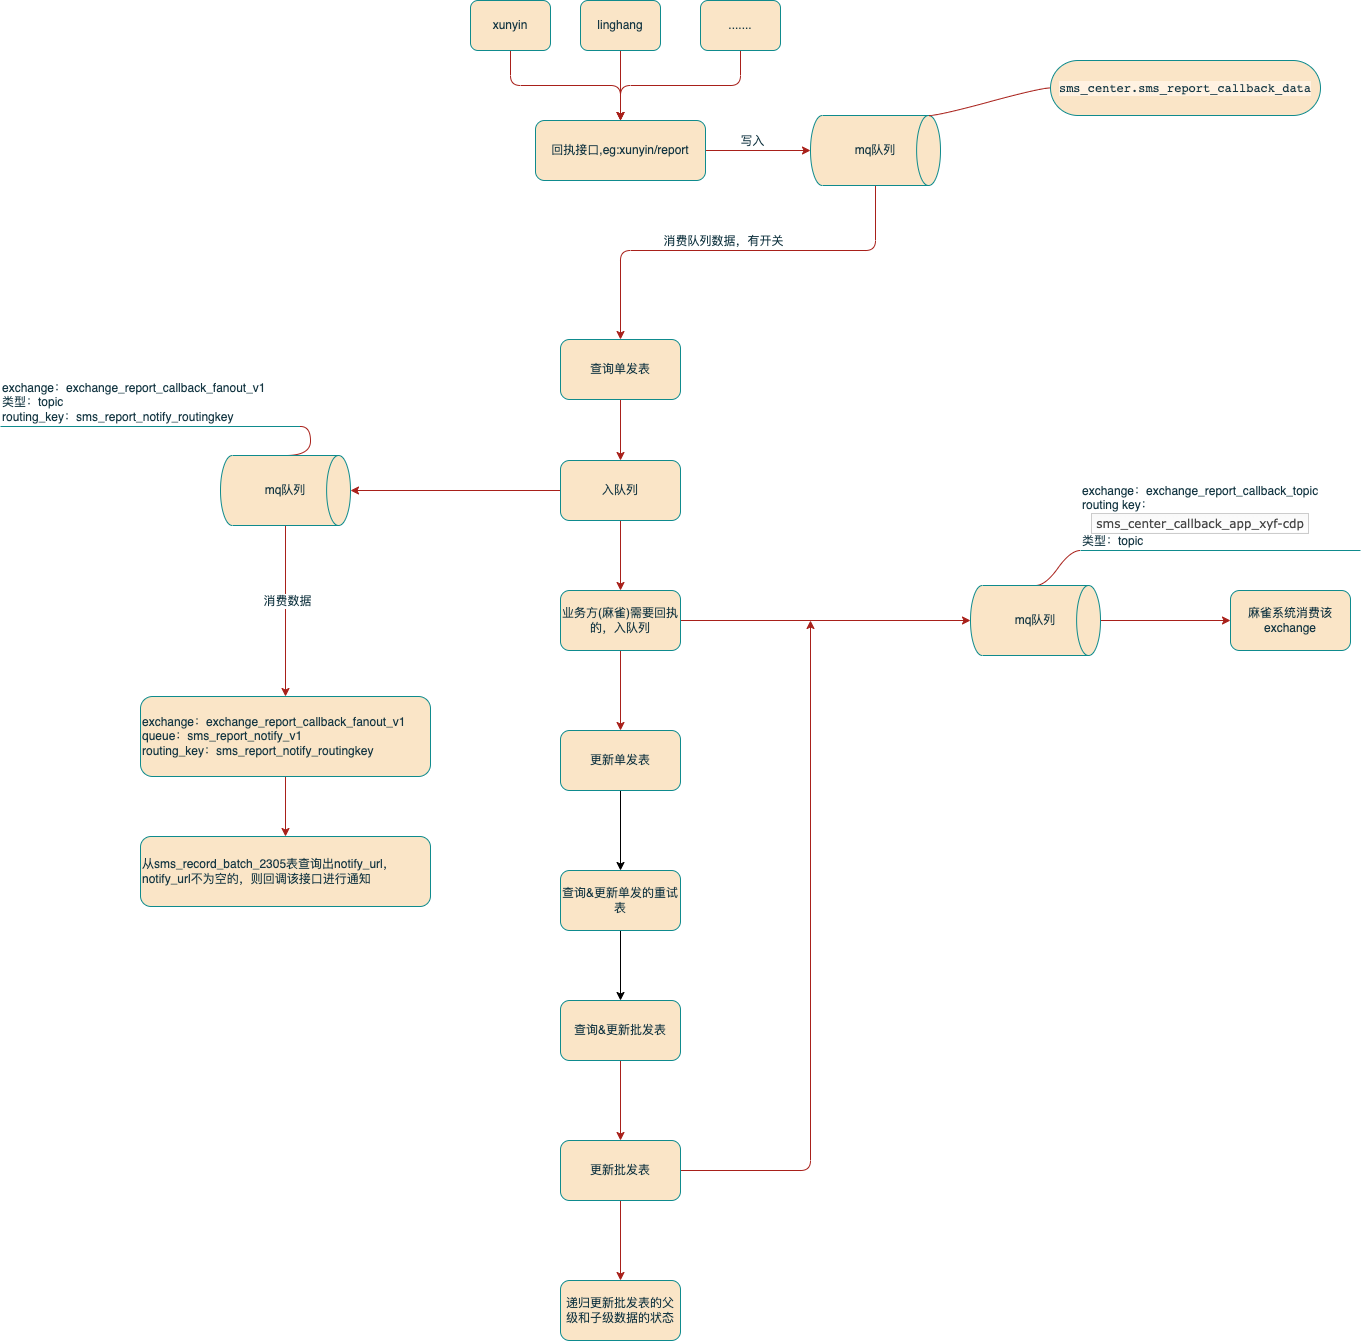 xunyin
linghang
.......
sms_center.sms_report_callback_data
回执接口,eg:xunyin/report
写入
mq队列
消费队列数据，有开关
查询单发表
exchange：exchange_report_callback_fanout_v1
类型：topic
routing_key：sms_report_notify_routingkey
mq队列
入队列
exchange：exchange_report_callback_topic
routing key：
sms_center_callback_app_xyf-cdp
类型：topic
消费数据
业务方(麻雀)需要回执
的，入队列
mq队列
麻雀系统消费该
exchange
exchange：exchange_report_callback_fanout_v1
queue：sms_report_notify_v1
routing_key：sms_report_notify_routingkey
更新单发表
从sms_record_batch_2305表查询出notify_url，
notify_url不为空的，则回调该接口进行通知
查询&更新单发的重试
表
查询&更新批发表
更新批发表
递归更新批发表的父
级和子级数据的状态